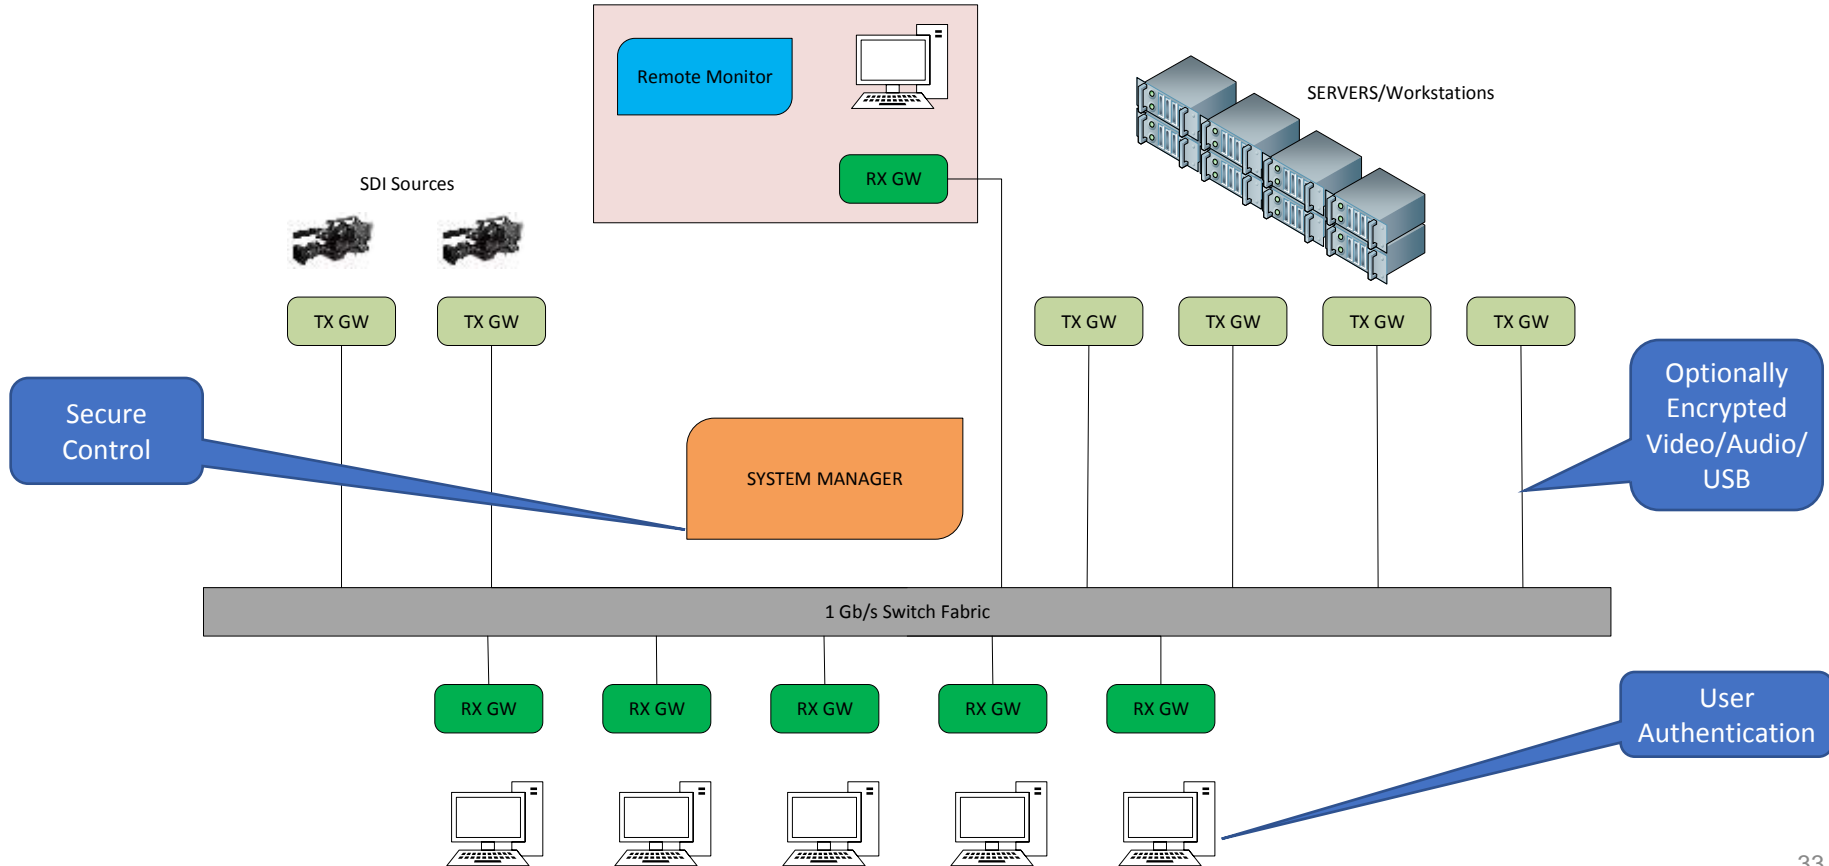 Remote Monitor
SERVERS/Workstations
RX GW
SDI Sources
TX GW
TX GW
TX GW
TX GW
TX GW
TX GW
Optionally
Encrypted
Video/Audio/
USB
Secure
Control
SYSTEM MANAGER
1 Gb/s Switch Fabric
RX GW
RX GW
RX GW
RX GW
RX GW
User
Authentication
33